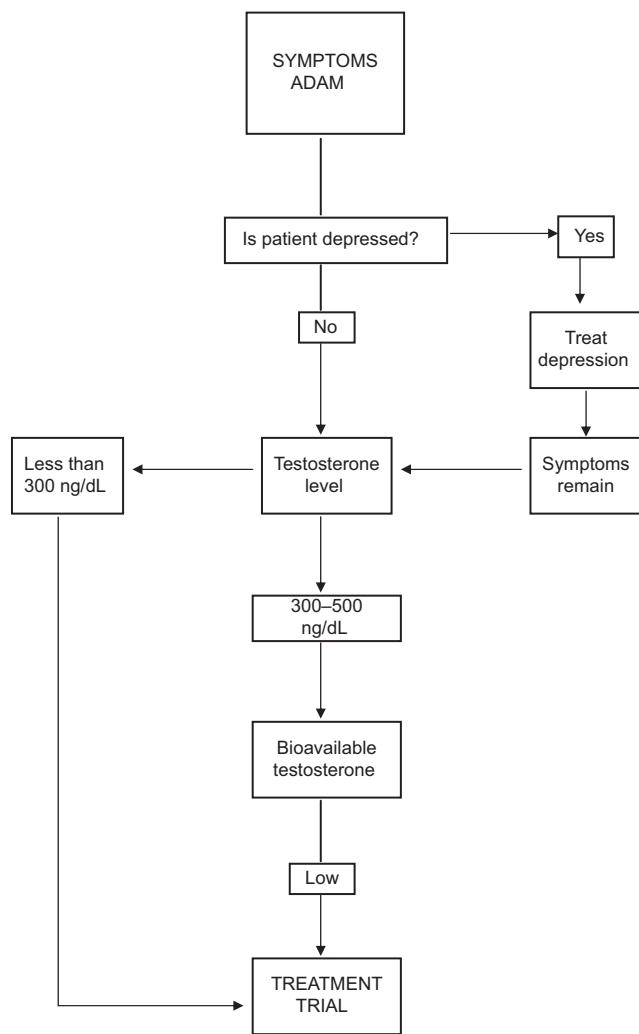 SYMPTOMS
ADAM
Is patient depressed?
Yes
No
Treat
depression
Less than
300 ng/dL
Testosterone
level
Symptoms
remain
300–500
ng/dL
Bioavailable
testosterone
Low
TREATMENT
TRIAL